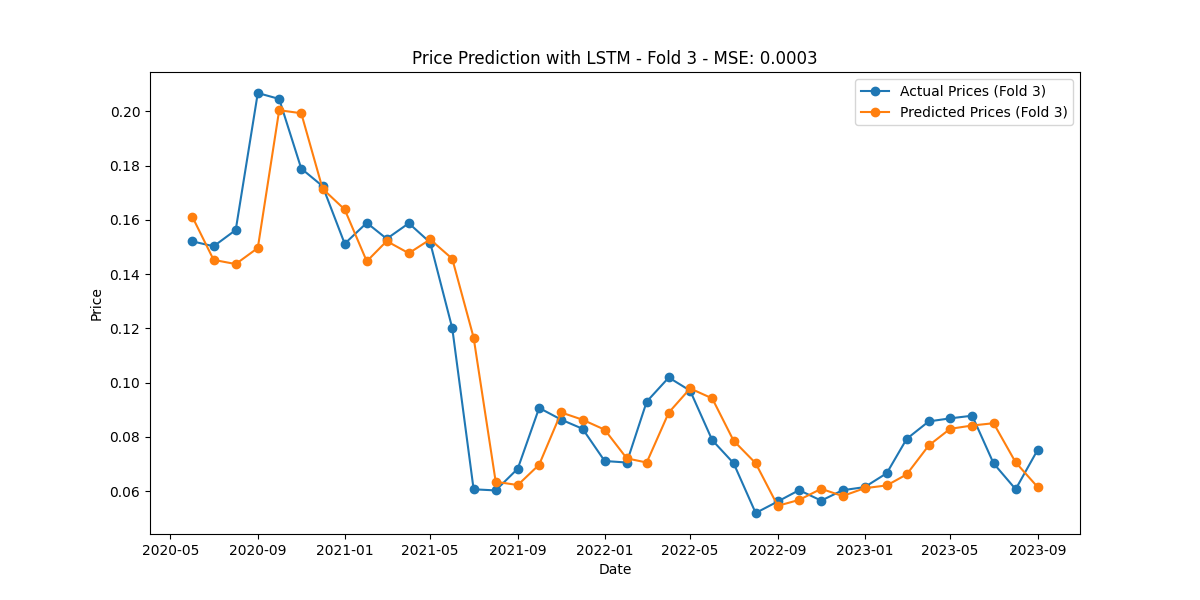 Price Prediction with LSTM - Fold 3 - MSE: 0.0003
Actual Prices (Fold 3)
Predicted Prices (Fold 3)
0.20
0.18
0.16
0.14
0.12
0.10
0.08
0.06
Price
2020-05 2020-09 2021-01 2021-05 2021-09 2022-01 2022-05 2022-09 2023-01 2023-05 2023-09
Date